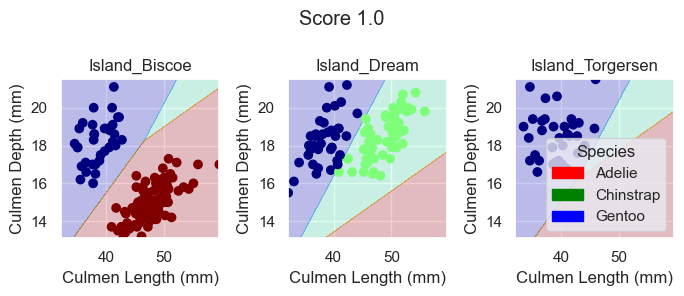 Score 1.0
Island_Biscoe
Island_Dream
Island_Torgersen
Culmen Depth (mm)
20
18
16
14
40
50
Culmen Length (mm)
Culmen Depth (mm)
20
18
16
14
40
50
Culmen Length (mm)
Culmen Depth (mm)
20
18
16
14
40
50
Culmen Length (mm)
Species
Adelie
Chinstrap
Gentoo